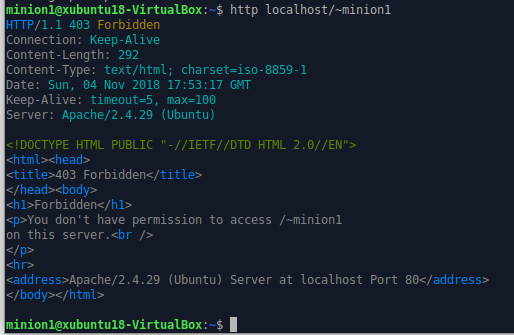 minion1@xubuntu18-VirtualBox:~$ http localhost/~minion1
HTTP/1.1 403 Forbidden
Connection: Keep-Alive
Content-Length: 292
Content-Type: text/html; charset=iso-8859-1
Date: Sun, 04 Nov 2018 17:53:17 GMT
Keep-Alive: timeout=5, max=100
Server: Apache/2.4.29 (Ubuntu)

<!DOCTYPE HTML PUBLIC "-//IETF//DTD HTML 2.0//EN">
<html><head>
<title>403 Forbidden</title>
</head><body>
<h1>Forbidden</h1>
<p>You don't have permission to access /~minion1
on this server.<br />
</p>
<hr>
<address>Apache/2.4.29 (Ubuntu) Server at localhost Port 80</address>
</body></html>

minion1@xubuntu18-VirtualBox:~$